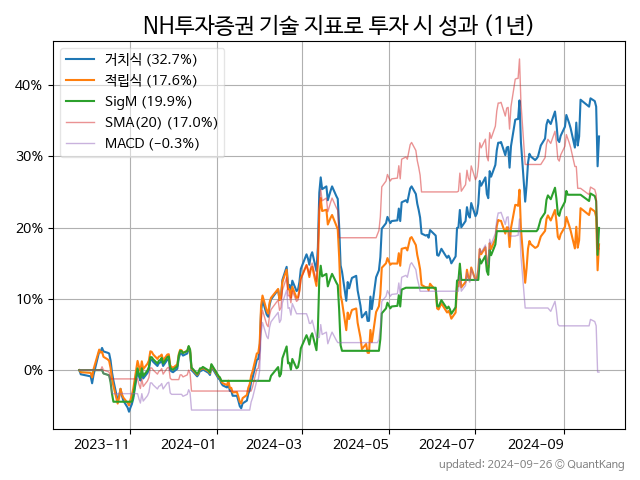 NH투자증권 기술 지표로 투자 시 성과 (1년)
거치식 (32.7%)
적립식 (17.6%)
SigM (19.9%)
SMA(20) (17.0%)
MACD (−0.3%)
40%
30%
20%
10%
0%
2023−11 2024−01 2024−03 2024−05 2024−07 2024−09
updated: 2024-09-26 © QuantKang